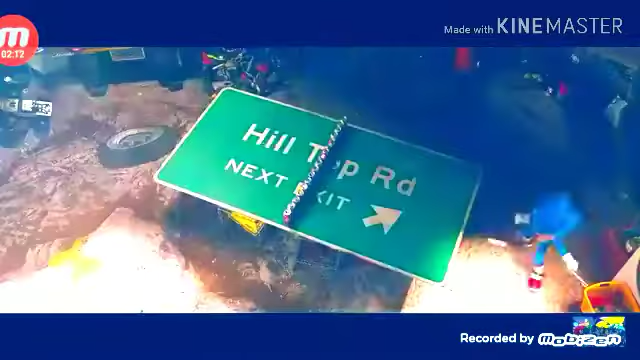 Made with KINEMASTER
m
02:12
Hill Top Rd
NEXT EXIT
Recorded by mobizen